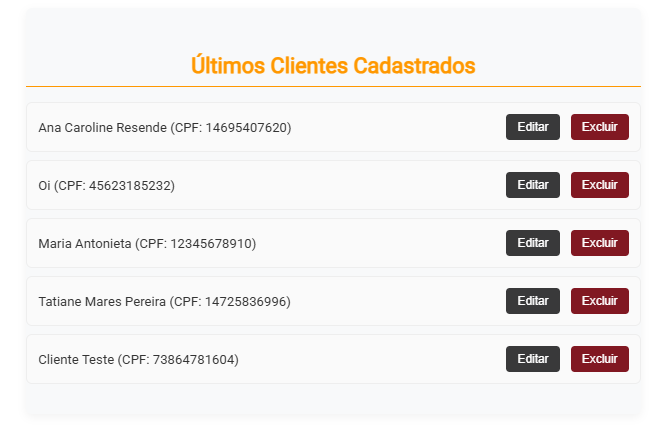 Últimos Clientes Cadastrados
Ana Caroline Resende (CPF: 14695407620) Editar Excluir
Oi (CPF: 45623185232) Editar Excluir
Maria Antonieta (CPF: 12345678910) Editar Excluir
Tatiane Mares Pereira (CPF: 14725836996) Editar Excluir
Cliente Teste (CPF: 73864781604) Editar Excluir